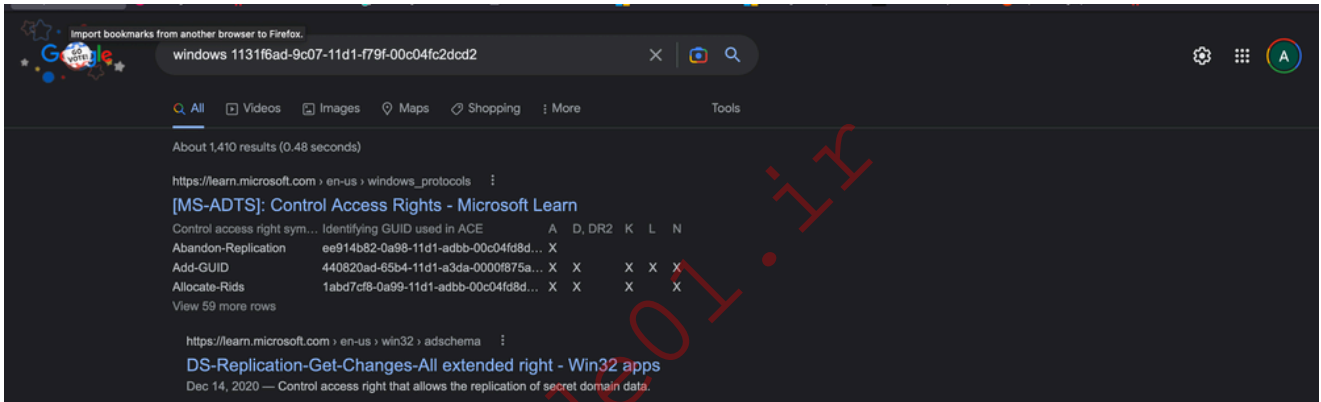 Import bookmarks from another browser to Firefox.
Google
GO VOTE!
windows 1131f6ad-9c07-11d1-f79f-00c04fc2dcd2
A
All Videos Images Maps Shopping More Tools
About 1,410 results (0.48 seconds)
https://learn.microsoft.com › en-us › windows_protocols
[MS-ADTS]: Control Access Rights - Microsoft Learn
Control access right sym... Identifying GUID used in ACE A D, DR2 K L N
Abandon-Replication ee914b82-0a98-11d1-adbb-00c04fd8d... X
Add-GUID 440820ad-65b4-11d1-a3da-0000f875a... X X X X X
Allocate-Rids 1abd7cf8-0a99-11d1-adbb-00c04fd8d... X X X X
View 59 more rows
https://learn.microsoft.com › en-us › win32 › adschema
DS-Replication-Get-Changes-All extended right - Win32 apps
Dec 14, 2020 — Control access right that allows the replication of secret domain data.
de01.ir